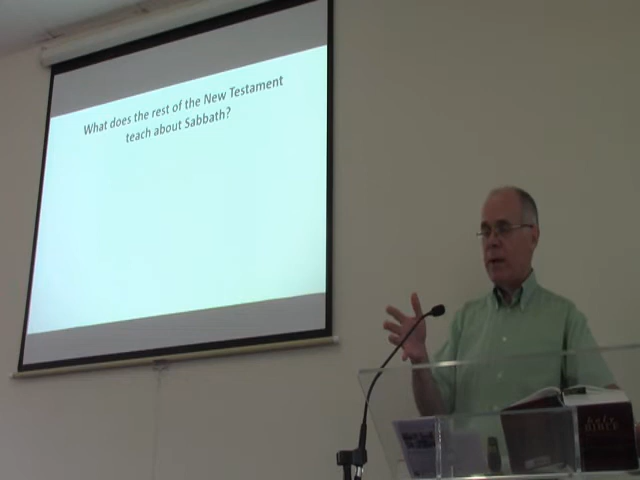 What does the rest of the New Testament
teach about Sabbath?
HOLY
BIBLE